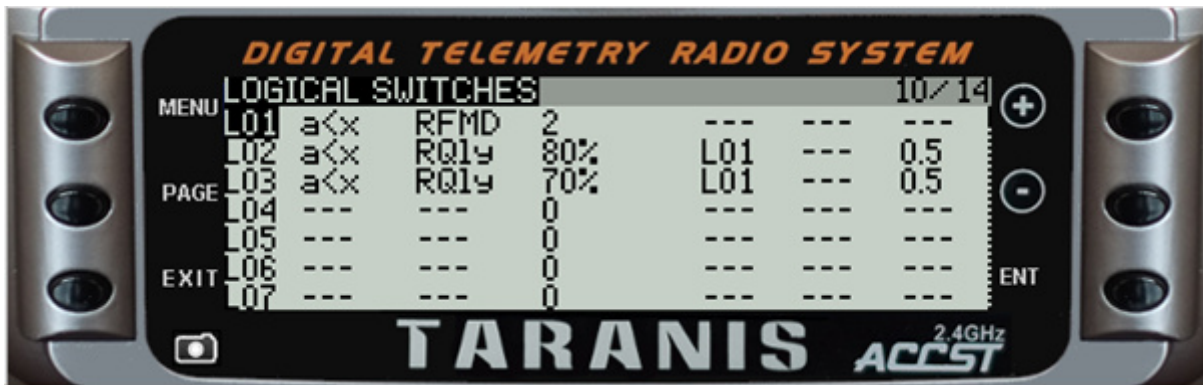 DIGITAL TELEMETRY RADIO SYSTEM
MENU
PAGE
EXIT
LOGICAL SWITCHES 10/14
L01 a<x RFMD 2 --- --- ---
L02 a<x RQly 80% L01 --- 0.5
L03 a<x RQly 70% L01 --- 0.5
L04 --- --- 0 --- --- ---
L05 --- --- 0 --- --- ---
L06 --- --- 0 --- --- ---
L07 --- --- 0 --- --- ---
+
-
ENT
TARANIS
2.4GHz
ACCST